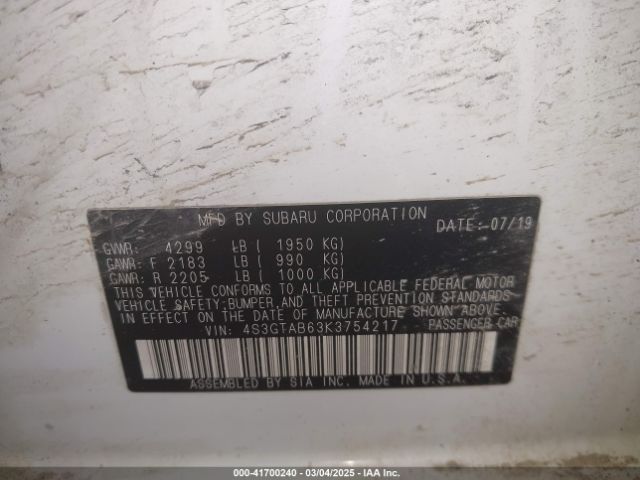 MFD BY SUBARU CORPORATION DATE: 07/19
GVWR: 4299 LB ( 1950 KG)
GAWR: F 2183 LB ( 990 KG)
GAWR: R 2205 LB ( 1000 KG)
THIS VEHICLE CONFORMS TO ALL APPLICABLE FEDERAL MOTOR
VEHICLE SAFETY, BUMPER, AND THEFT PREVENTION STANDARDS
IN EFFECT ON THE DATE OF MANUFACTURE SHOWN ABOVE.
VIN: 4S3GTAB63K3754217 PASSENGER CAR
ASSEMBLED BY SIA INC. MADE IN U.S.A.
000-41700240 - 03/04/2025 - IAA Inc.